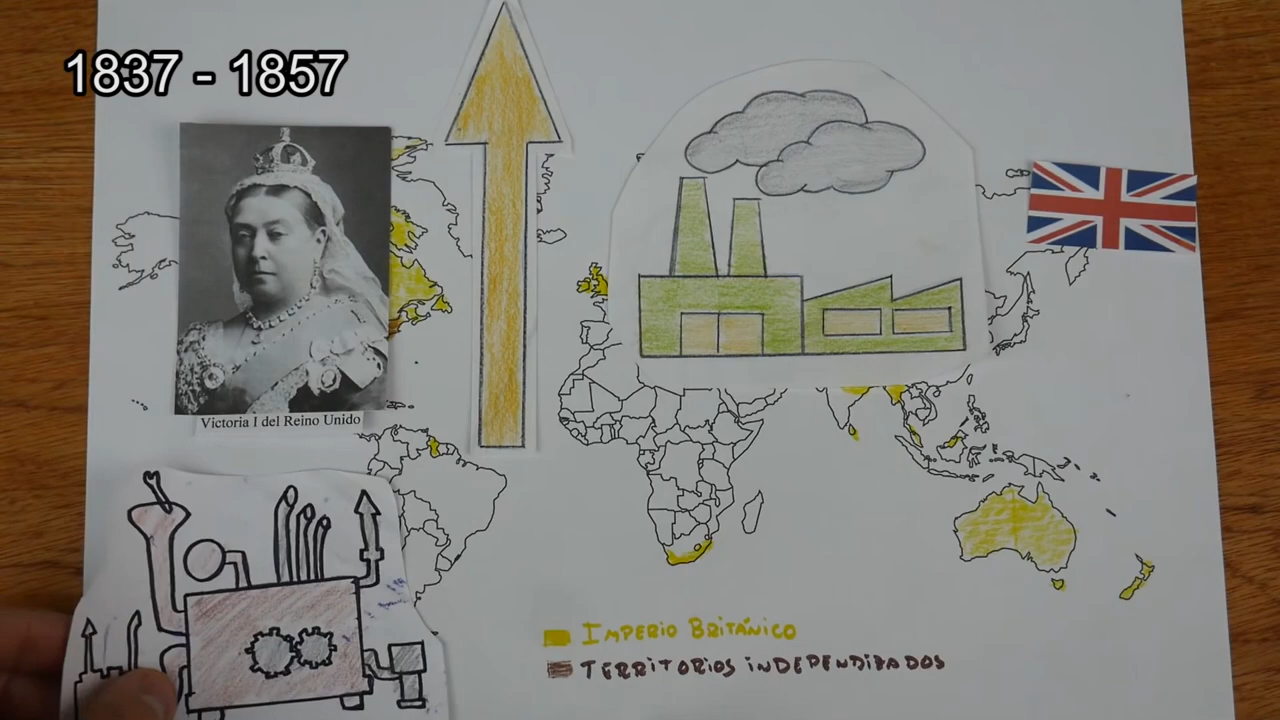 1837 - 1857
Victoria I del Reino Unido
IMPERIO BRITÁNICO
TERRITORIOS INDEPENDIZADOS